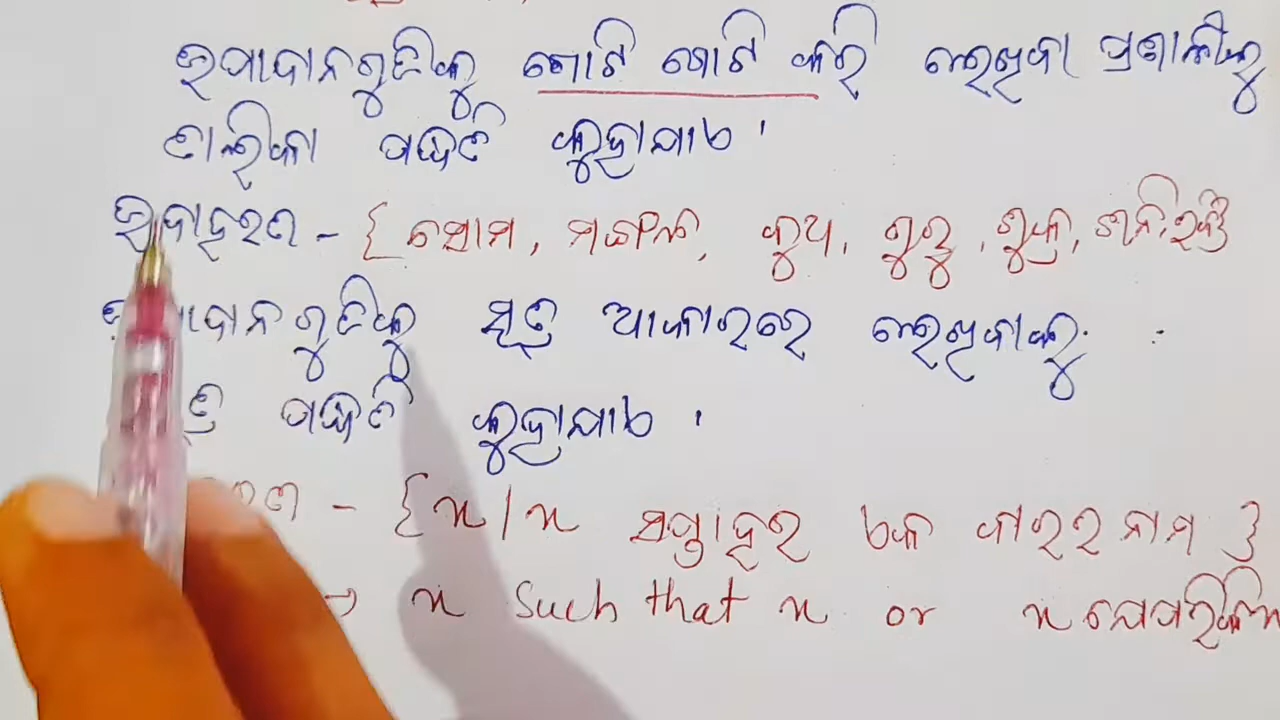 ଉପାଦାନଗୁଡିକୁ ଗୋଟି ଗୋଟି କରି ଲେଖିବା ପ୍ରଣାଳୀକୁ
ତାଲିକା ପଦ୍ଧତି କୁହାଯାଏ ।
ଉଦାହରଣ - { ସୋମ, ମଙ୍ଗଳ, ବୁଧ, ଗୁରୁ, ଶୁକ୍ର, ଶନି, ରବି}
ଉପାଦାନଗୁଡିକୁ ସୂତ୍ର ଆକାରରେ ଲେଖିବାକୁ
ପଦ୍ଧତି କୁହାଯାଏ ।
- { x / x ସପ୍ତାହର ଏକ ବାରର ନାମ }
→ x Such that x or x ଯେପରିକି x